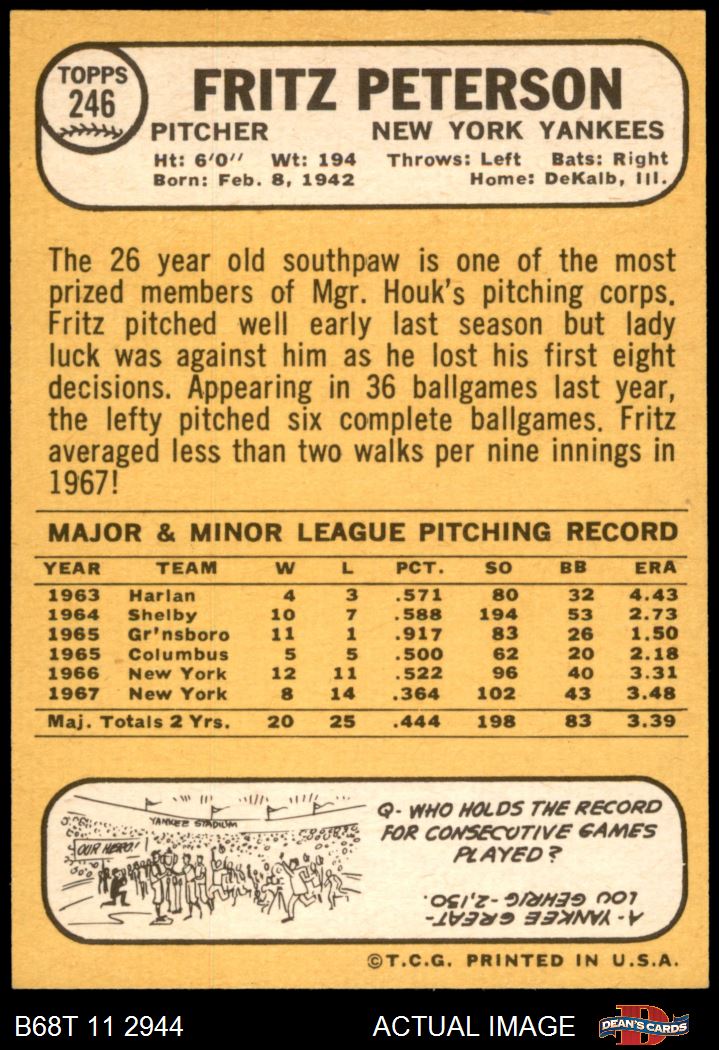 TOPPS
246
FRITZ PETERSON
PITCHER NEW YORK YANKEES
Ht: 6'0" Wt: 194 Throws: Left Bats: Right
Born: Feb. 8, 1942 Home: DeKalb, Ill.
The 26 year old southpaw is one of the most
prized members of Mgr. Houk's pitching corps.
Fritz pitched well early last season but lady
luck was against him as he lost his first eight
decisions. Appearing in 36 ballgames last year,
the lefty pitched six complete ballgames. Fritz
averaged less than two walks per nine innings in
1967!
MAJOR & MINOR LEAGUE PITCHING RECORD
YEAR TEAM W L PCT. SO BB ERA
1963 Harlan 4 3 .571 80 32 4.43
1964 Shelby 10 7 .588 194 53 2.73
1965 Gr'nsboro 11 1 .917 83 26 1.50
1965 Columbus 5 5 .500 62 20 2.18
1966 New York 12 11 .522 96 40 3.31
1967 New York 8 14 .364 102 43 3.48
Maj. Totals 2 Yrs. 20 25 .444 198 83 3.39
YANKEE STADIUM
OUR HERO!
Q- WHO HOLDS THE RECORD
FOR CONSECUTIVE GAMES
PLAYED?
A- YANKEE GREAT-
LOU GEHRIG-2,130.
©T.C.G. PRINTED IN U.S.A.
B68T 11 2944 ACTUAL IMAGE
DEAN'S CARDS